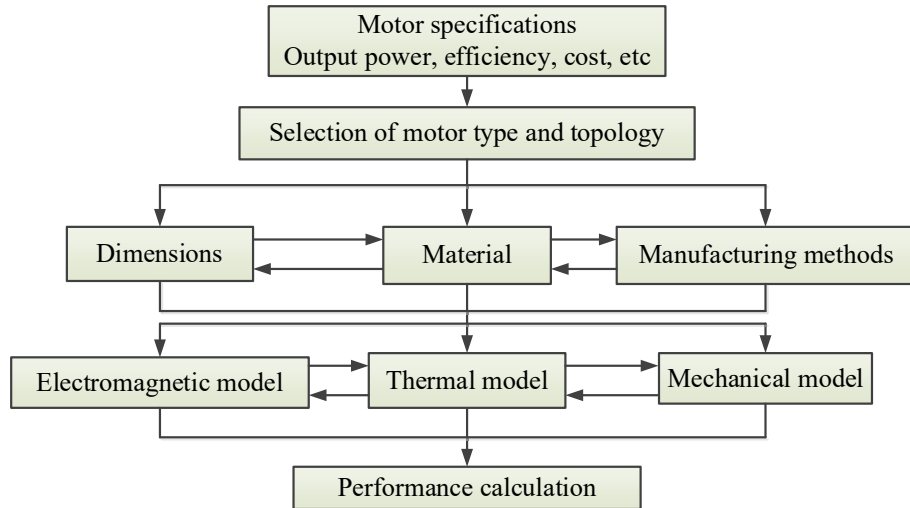 Motor specifications
Output power, efficiency, cost, etc
Selection of motor type and topology
Dimensions
Material
Manufacturing methods
Electromagnetic model
Thermal model
Mechanical model
Performance calculation